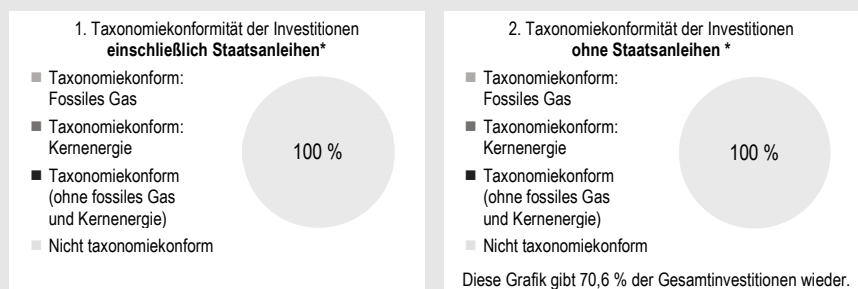 1. Taxonomiekonformität der Investitionen
einschließlich Staatsanleihen*
Taxonomiekonform:
Fossiles Gas
Taxonomiekonform:
Kernenergie
Taxonomiekonform
(ohne fossiles Gas
und Kernenergie)
Nicht taxonomiekonform
100 %
2. Taxonomiekonformität der Investitionen
ohne Staatsanleihen *
Taxonomiekonform:
Fossiles Gas
Taxonomiekonform:
Kernenergie
Taxonomiekonform
(ohne fossiles Gas
und Kernenergie)
Nicht taxonomiekonform
100 %
Diese Grafik gibt 70,6 % der Gesamtinvestitionen wieder.